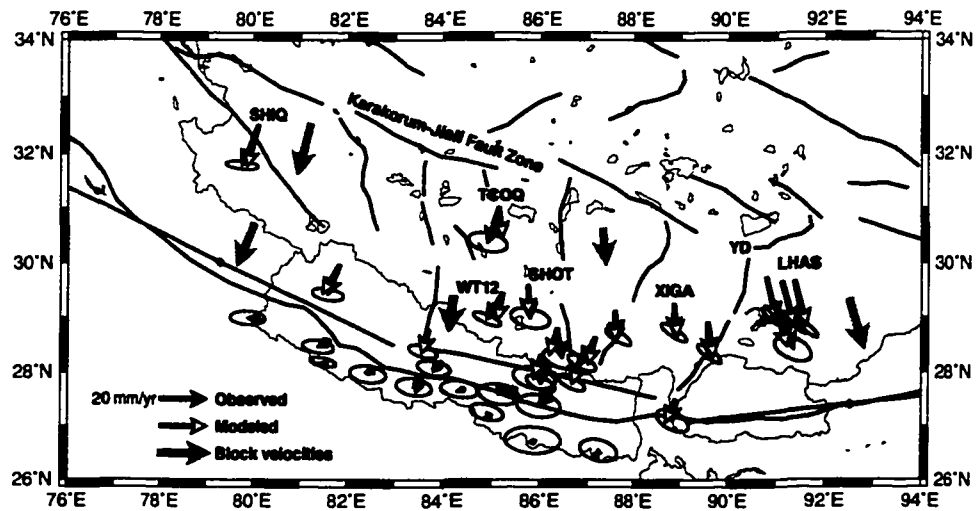 76°E 78°E 80°E 82°E 84°E 86°E 88°E 90°E 92°E 94°E
34°N 34°N
Karakorum-Jiali Fault Zone
SHIQ
32°N 32°N
TCOQ
30°N 30°N
YD
LHAS
SHOT
WT12
XIGA
28°N 28°N
20 mm/yr Observed
Modeled
Block velocities
26°N 26°N
76°E 78°E 80°E 82°E 84°E 86°E 88°E 90°E 92°E 94°E